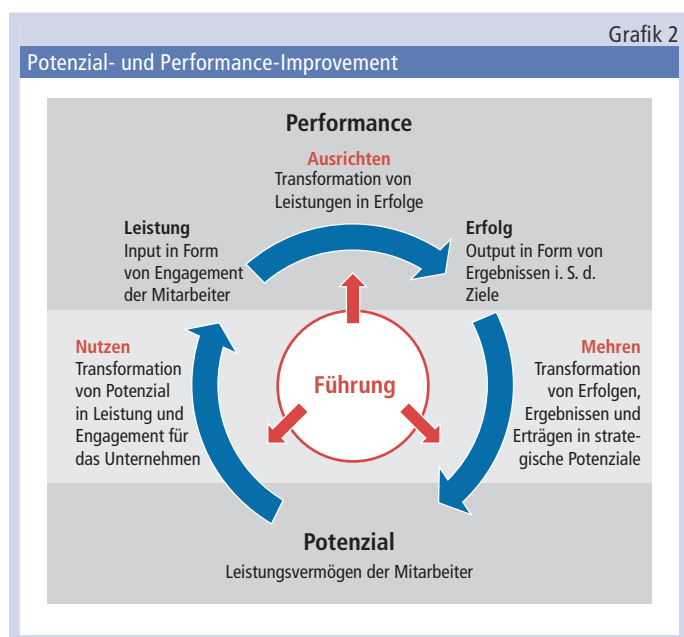 Grafik 2
Potenzial- und Performance-Improvement
Performance
Ausrichten
Transformation von
Leistungen in Erfolge
Leistung
Input in Form
von Engagement
der Mitarbeiter
Erfolg
Output in Form von
Ergebnissen i. S. d.
Ziele
Nutzen
Transformation
von Potenzial
in Leistung und
Engagement für
das Unternehmen
Führung
Mehren
Transformation
von Erfolgen,
Ergebnissen und
Erträgen in strate-
gische Potenziale
Potenzial
Leistungsvermögen der Mitarbeiter